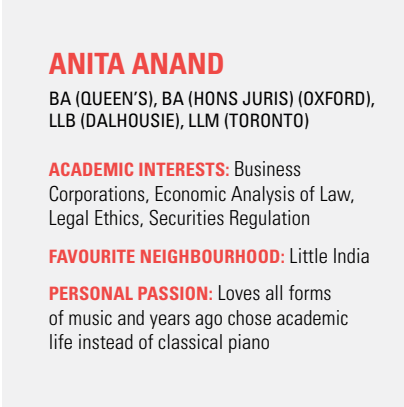 ANITA ANAND
BA (QUEEN'S), BA (HONS JURIS) (OXFORD),
LLB (DALHOUSIE), LLM (TORONTO)
ACADEMIC INTERESTS: Business
Corporations, Economic Analysis of Law,
Legal Ethics, Securities Regulation
FAVOURITE NEIGHBOURHOOD: Little India
PERSONAL PASSION: Loves all forms
of music and years ago chose academic
life instead of classical piano